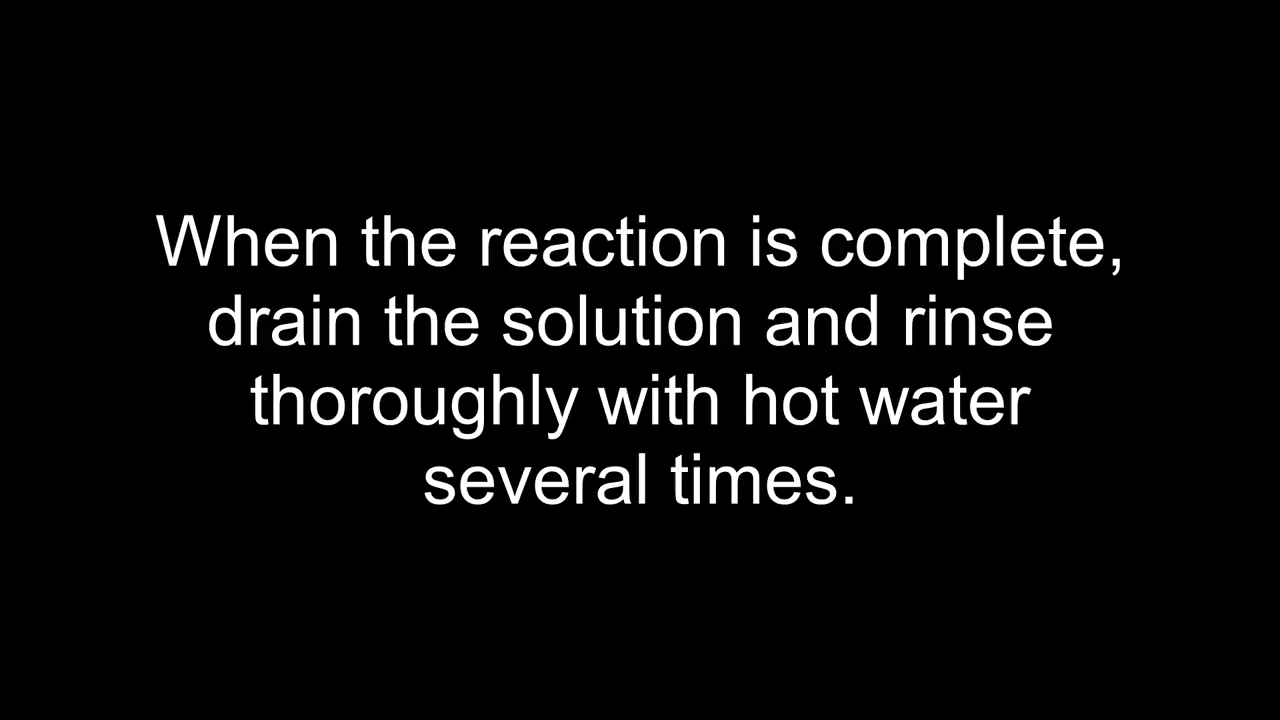 When the reaction is complete,
drain the solution and rinse
thoroughly with hot water
several times.